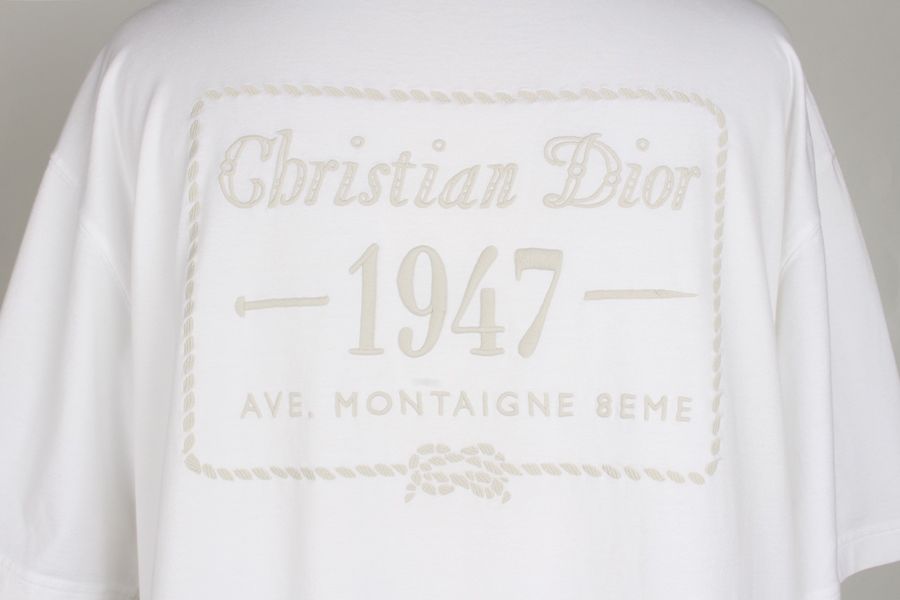 Christian Dior
1947
AVE. MONTAIGNE 8EME